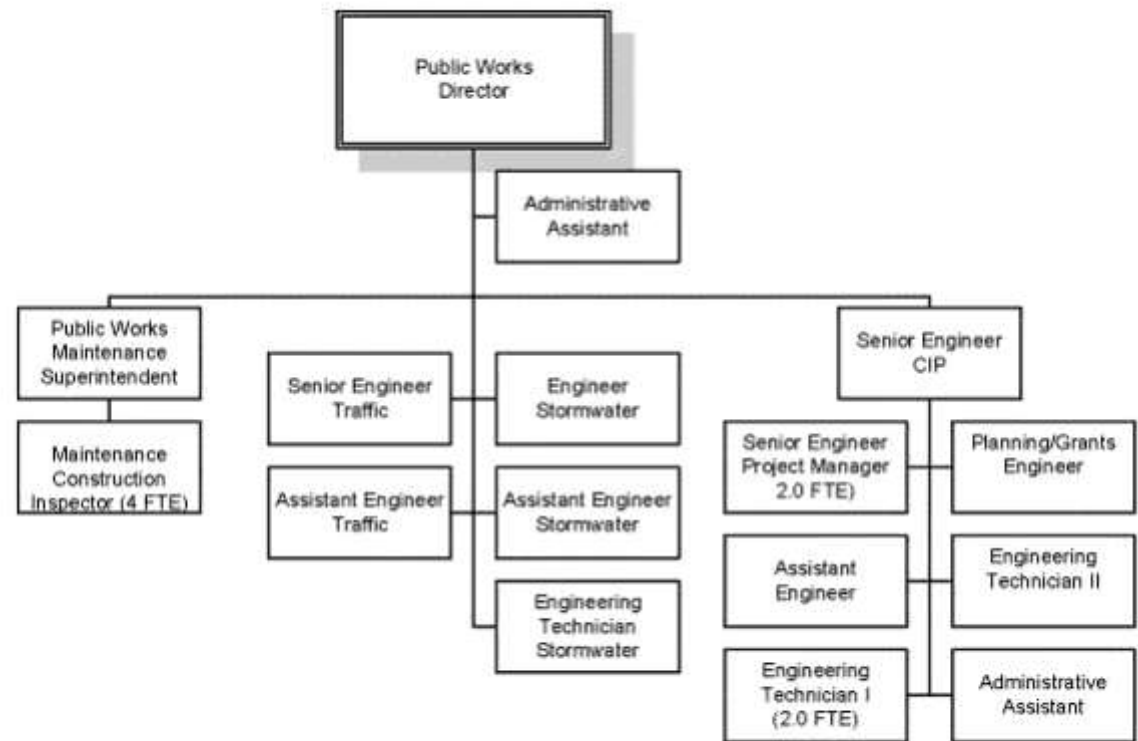 Public Works
Director
Administrative
Assistant
Public Works
Maintenance
Superintendent
Maintenance
Construction
Inspector (4 FTE)
Senior Engineer
Traffic
Engineer
Stormwater
Assistant Engineer
Traffic
Assistant Engineer
Stormwater
Engineering
Technician
Stormwater
Senior Engineer
CIP
Senior Engineer
Project Manager
2.0 FTE)
Planning/Grants
Engineer
Assistant
Engineer
Engineering
Technician II
Engineering
Technician I
(2.0 FTE)
Administrative
Assistant